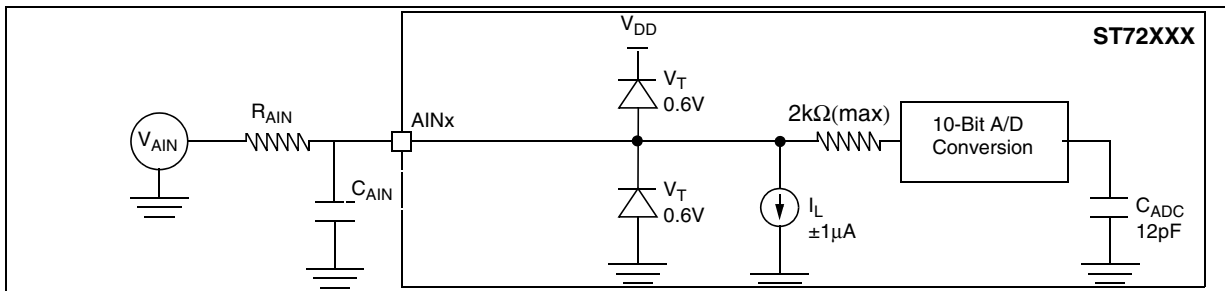 ST72XXX
VDD
VT
0.6V
RAIN
AINx
2kΩ(max)
10-Bit A/D
Conversion
VAIN
CAIN
VT
0.6V
IL
±1μA
CADC
12pF